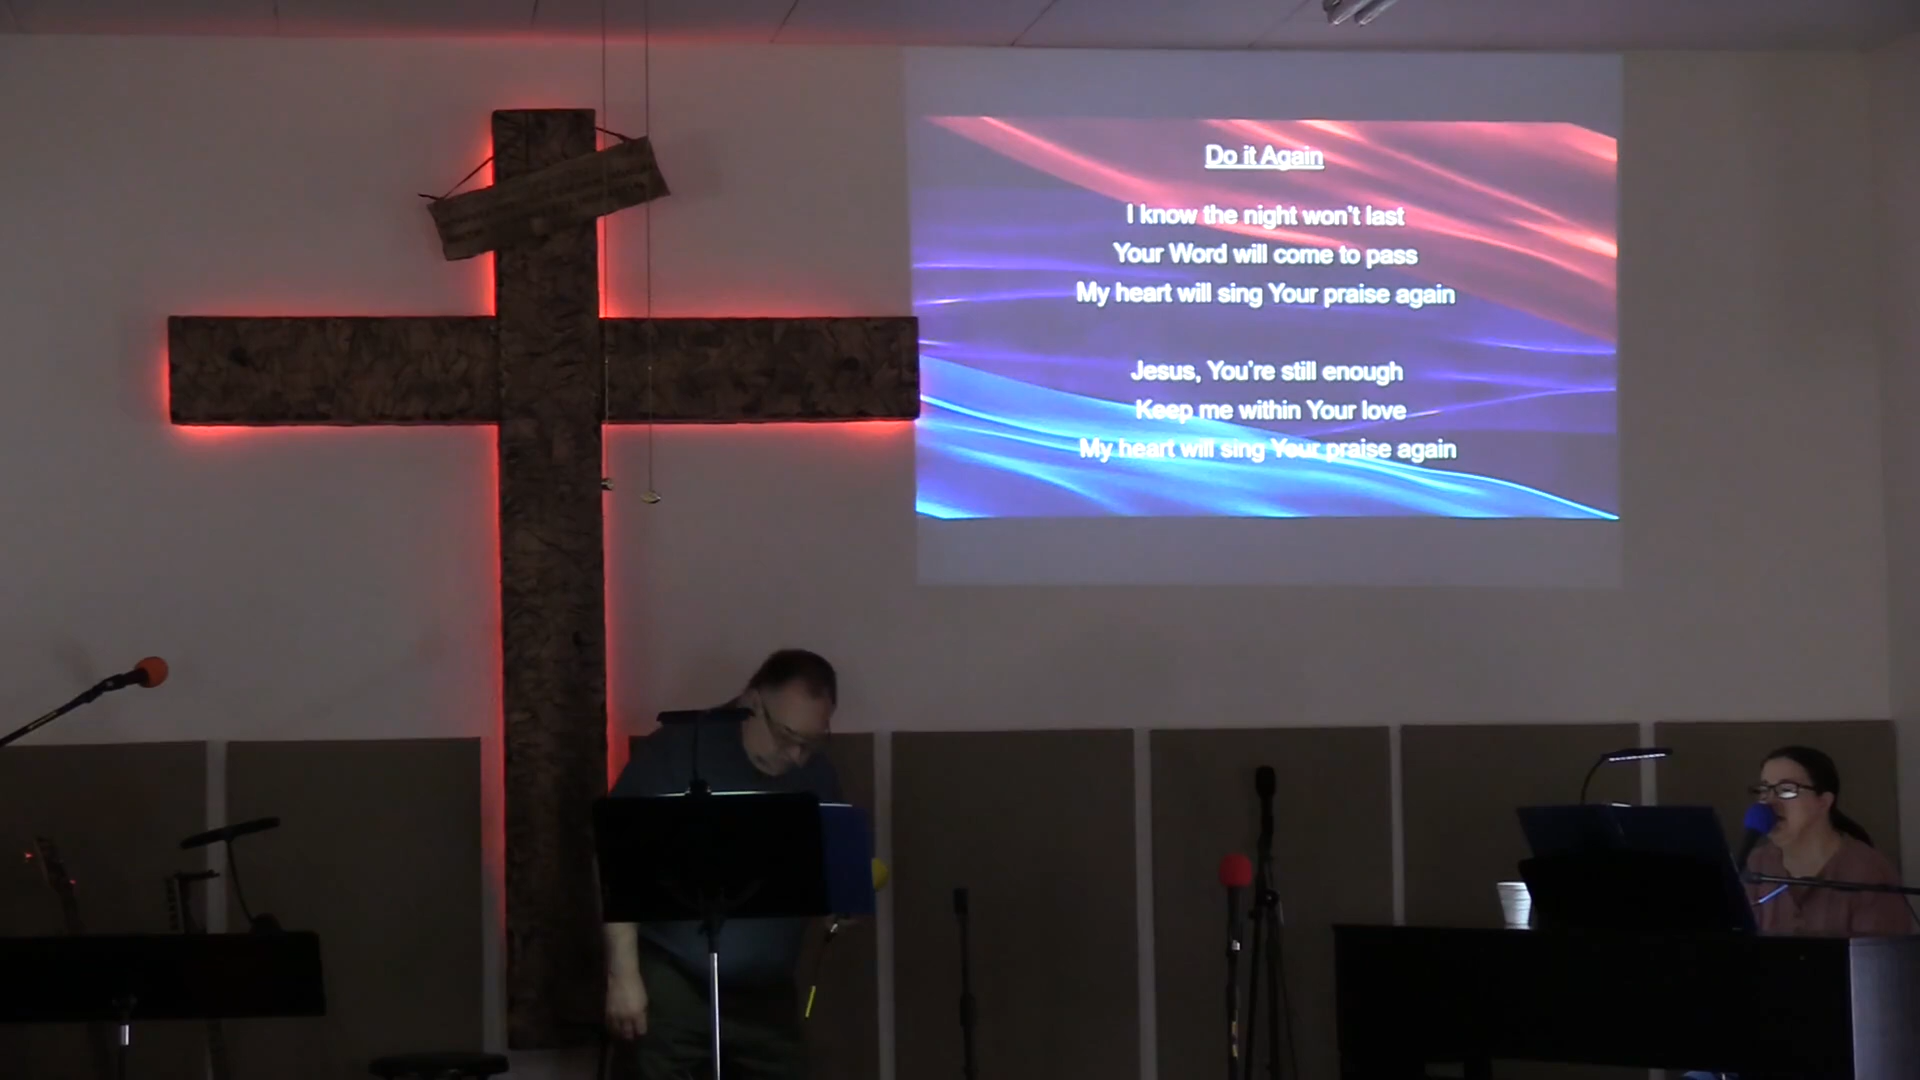 Do it Again
I know the night won't last
Your Word will come to pass
My heart will sing Your praise again
Jesus, You're still enough
Keep me within Your love
My heart will sing Your praise again